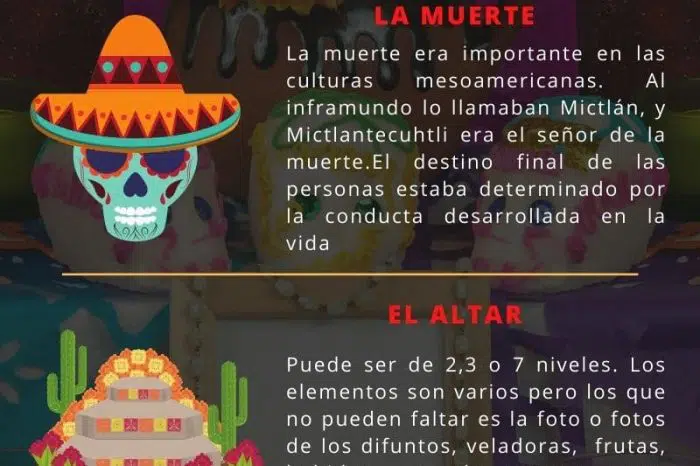 LA MUERTE
La muerte era importante en las
culturas mesoamericanas. Al
inframundo lo llamaban Mictlán, y
Mictlantecuhtli era el señor de la
muerte.El destino final de las
personas estaba determinado por
la conducta desarrollada en la
vida
EL ALTAR
Puede ser de 2,3 o 7 niveles. Los
elementos son varios pero los que
no pueden faltar es la foto o fotos
de los difuntos, veladoras, frutas,